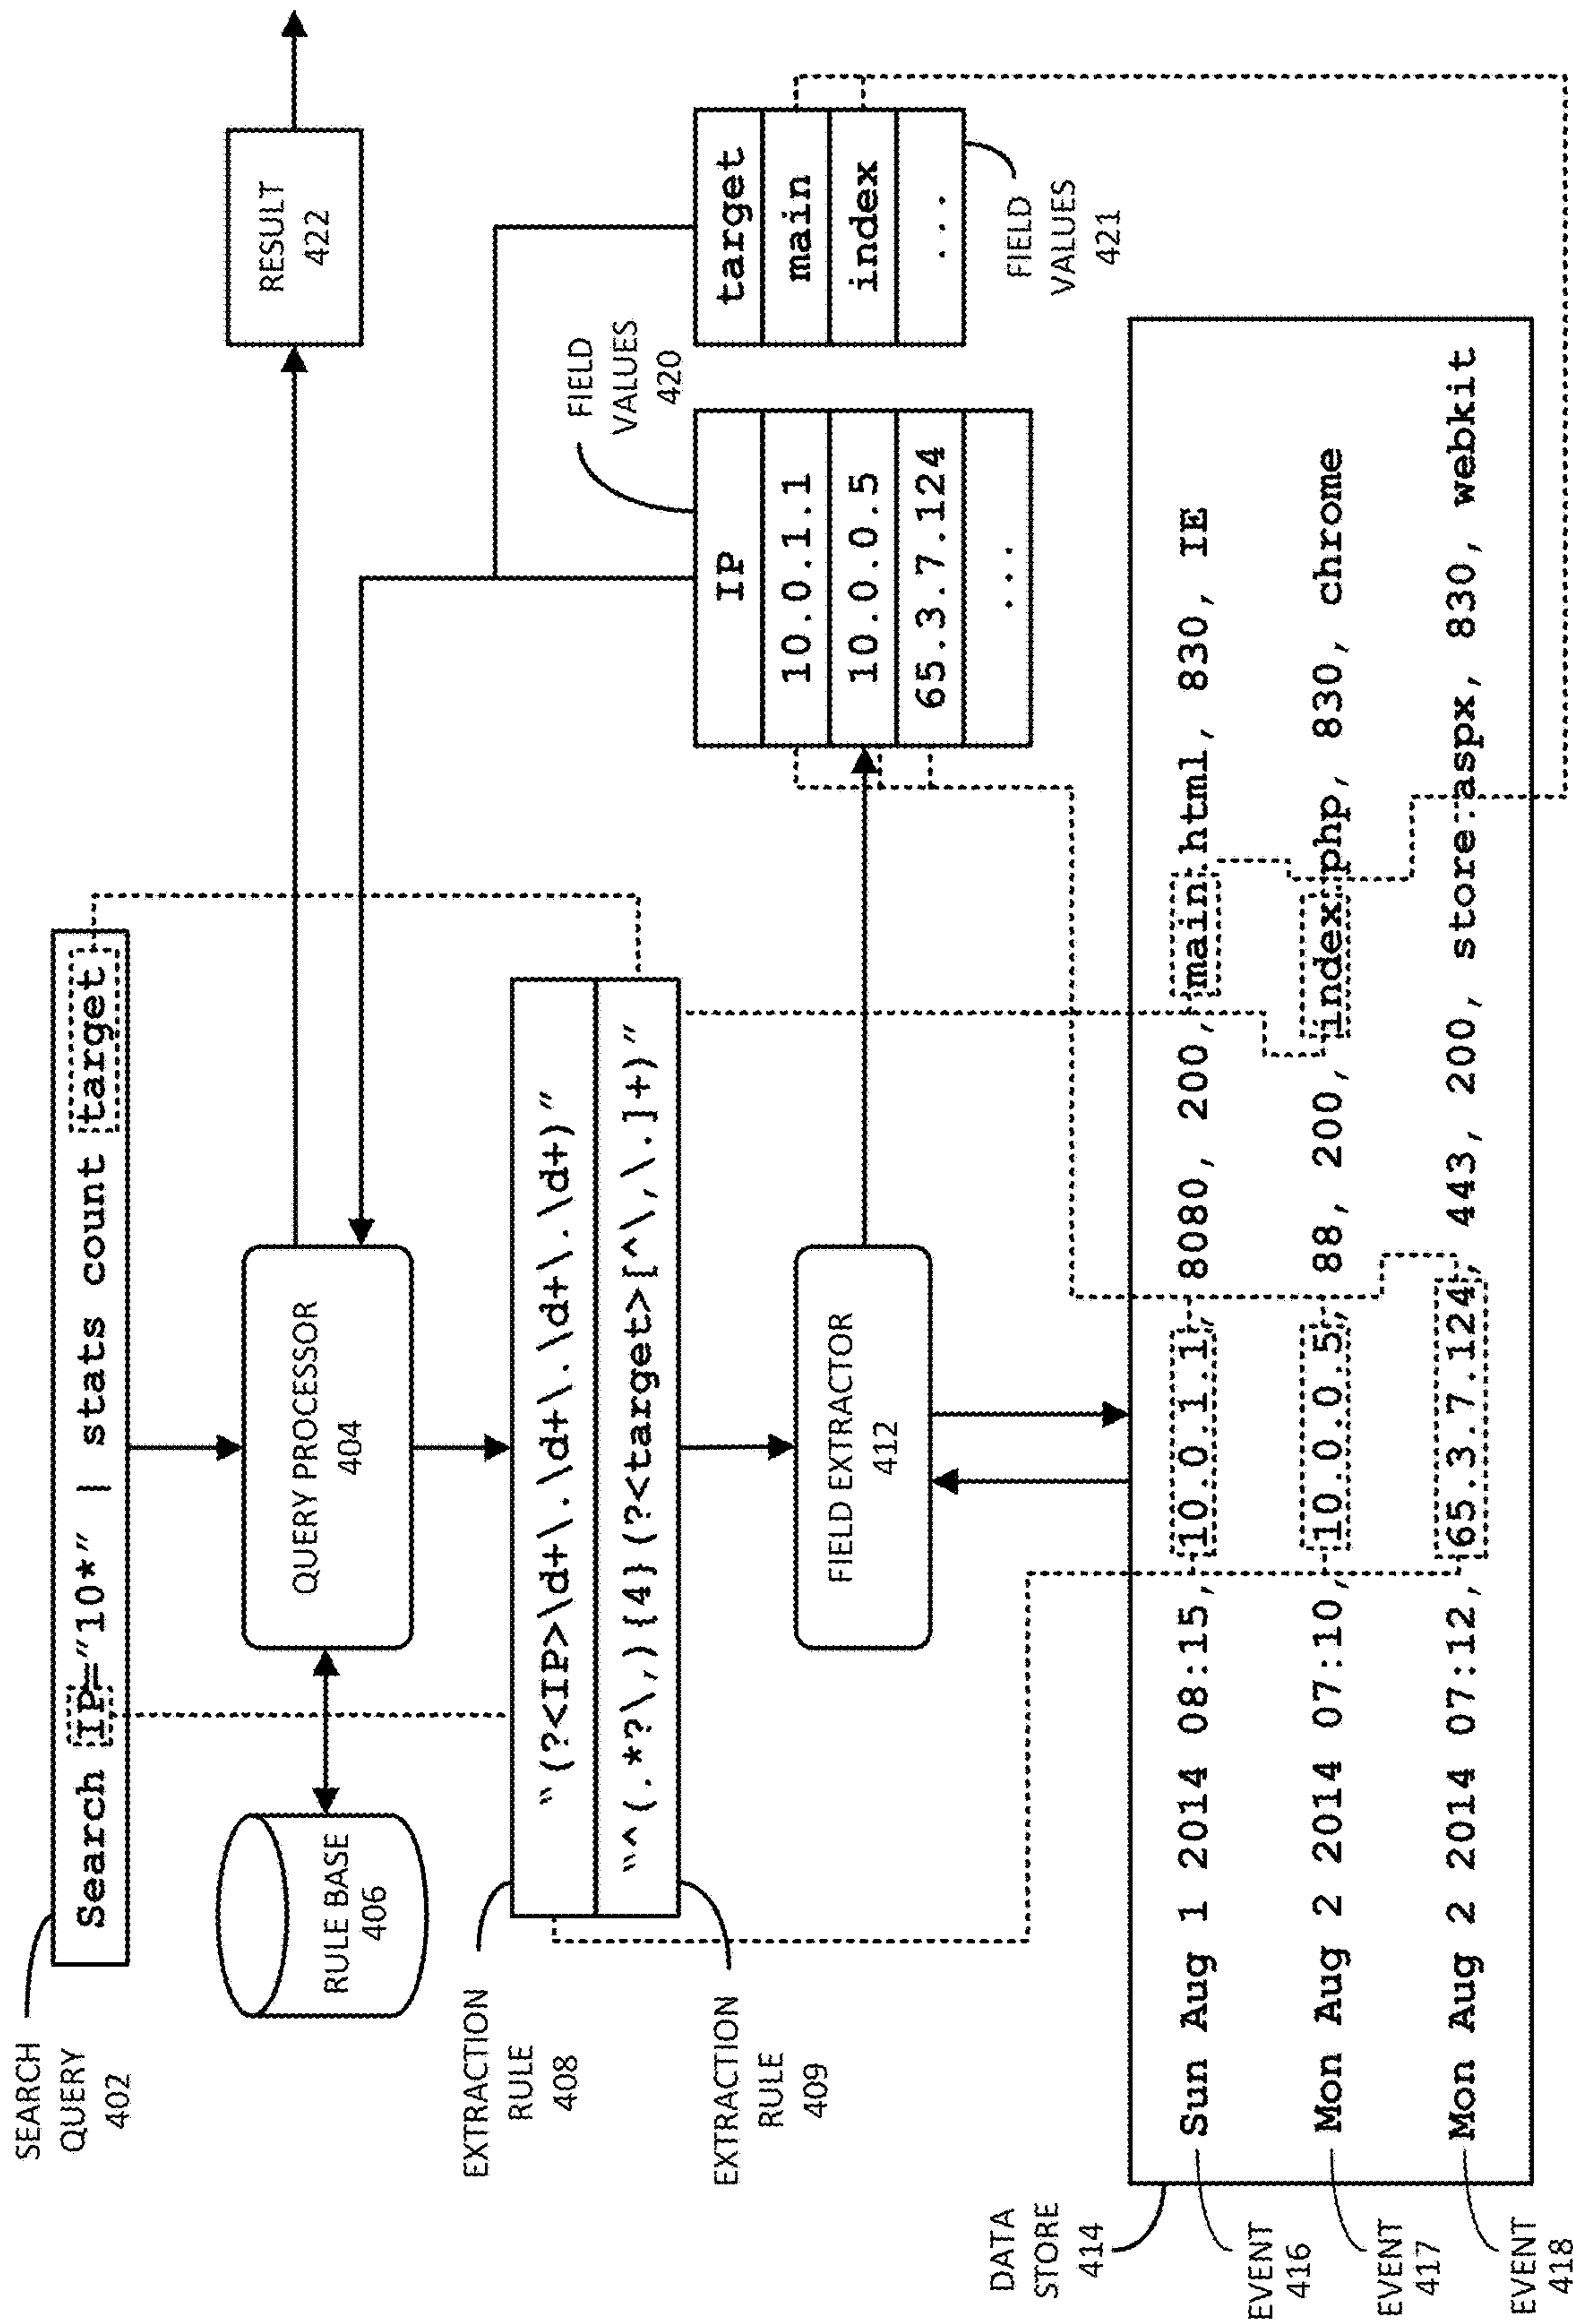 SEARCH
QUERY
402
Search IP="10*" | stats count target
RULE BASE
406
QUERY PROCESSOR
404
RESULT
422
EXTRACTION
RULE
408
"(?<IP>\d+\.\d+\.\d+\.\d+)"
"^(.*?\,){4}(?<target>[^\,\.]+)"
EXTRACTION
RULE
409
FIELD EXTRACTOR
412
FIELD
VALUES
420
IP
10.0.1.1
10.0.0.5
65.3.7.124
...
target
main
index
...
FIELD
VALUES
421
DATA
STORE
414
Sun Aug 1 2014 08:15, 10.0.1.1, 8080, 200, main.html, 830, IE
EVENT
416
Mon Aug 2 2014 07:10, 10.0.0.5, 88, 200, index.php, 830, chrome
EVENT
417
Mon Aug 2 2014 07:12, 65.3.7.124, 443, 200, store.aspx, 830, webkit
EVENT
418